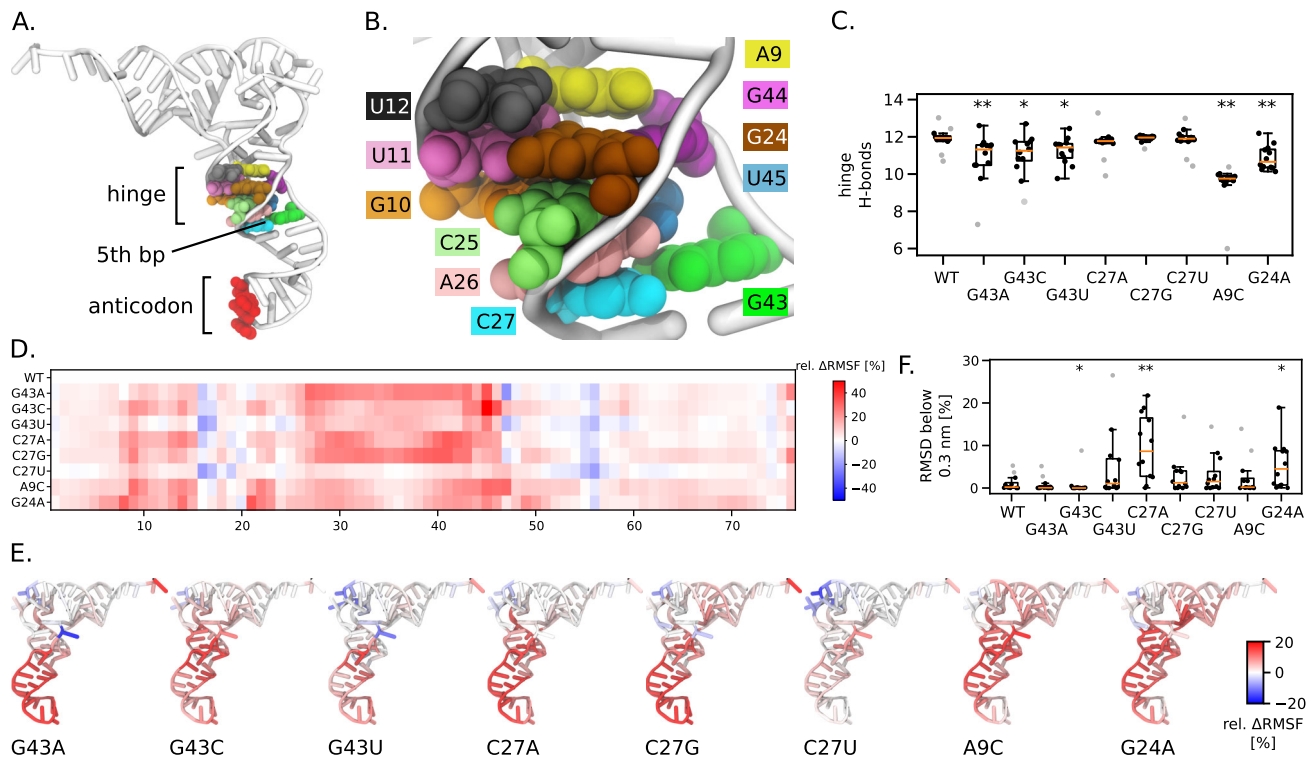 A.
hinge
5th bp
anticodon
B.
A9
G44
U12
G24
U11
U45
G10
C25
A26
G43
C27
C.
hinge
H-bonds
14
12
10
8
6
** * * ** **
WT G43C C27A C27U G24A
G43A G43U C27G A9C
D.
rel. ΔRMSF [%]
WT
G43A
G43C
G43U
C27A
C27G
C27U
A9C
G24A
10 20 30 40 50 60 70
40
20
0
−20
−40
F.
RMSD below
0.3 nm [%]
30
20
10
0
* ** *
WT G43C C27A C27U G24A
G43A G43U C27G A9C
E.
G43A G43C G43U C27A C27G C27U A9C G24A
20
0
−20
rel. ΔRMSF
[%]